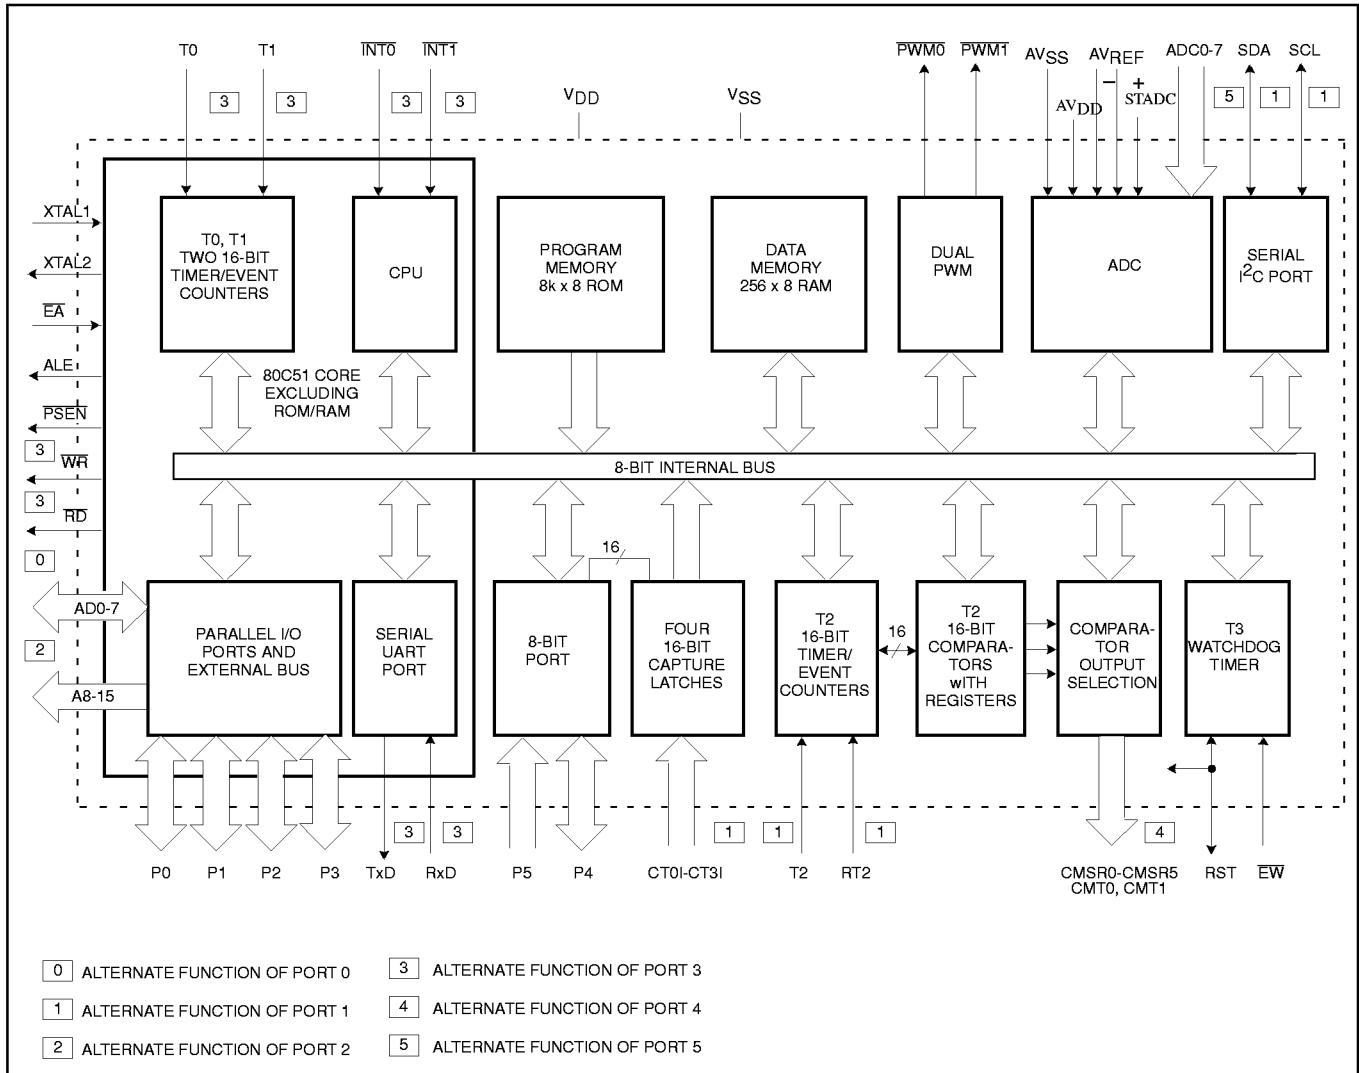 T0 T1 INT0 INT1 PWM0 PWM1 AVSS AVREF ADC0-7 SDA SCL
3 3 3 3 VDD VSS AVDD − + STADC 5 1 1
XTAL1
XTAL2
EA
ALE
PSEN
3 WR
3 RD
0
AD0-7
2
A8-15
T0, T1
TWO 16-BIT
TIMER/EVENT
COUNTERS
CPU
PROGRAM
MEMORY
8k x 8 ROM
DATA
MEMORY
256 x 8 RAM
DUAL
PWM
ADC
SERIAL
I2C PORT
80C51 CORE
EXCLUDING
ROM/RAM
8-BIT INTERNAL BUS
PARALLEL I/O
PORTS AND
EXTERNAL BUS
SERIAL
UART
PORT
8-BIT
PORT
16
FOUR
16-BIT
CAPTURE
LATCHES
T2
16-BIT
TIMER/
EVENT
COUNTERS
16
T2
16-BIT
COMPARA-
TORS
wITH
REGISTERS
COMPARA-
TOR
OUTPUT
SELECTION
T3
WATCHDOG
TIMER
3 3 1 1 1 4
P0 P1 P2 P3 TxD RxD P5 P4 CT0I-CT3I T2 RT2 CMSR0-CMSR5 RST EW
CMT0, CMT1
0 ALTERNATE FUNCTION OF PORT 0
1 ALTERNATE FUNCTION OF PORT 1
2 ALTERNATE FUNCTION OF PORT 2
3 ALTERNATE FUNCTION OF PORT 3
4 ALTERNATE FUNCTION OF PORT 4
5 ALTERNATE FUNCTION OF PORT 5